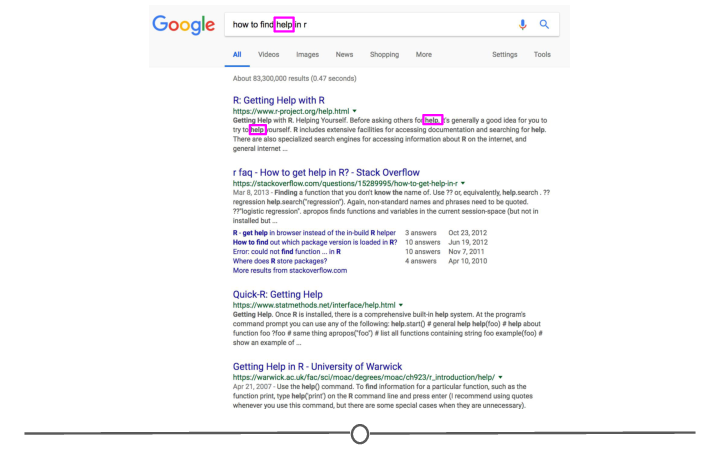 Google
how to find help in r
All Videos Images News Shopping More Settings Tools
About 83,300,000 results (0.47 seconds)
R: Getting Help with R
https://www.r-project.org/help.html
Getting Help with R. Helping Yourself. Before asking others for help, it's generally a good idea for you to
try to help yourself. R includes extensive facilities for accessing documentation and searching for help.
There are also specialized search engines for accessing information about R on the internet, and
general internet ...
r faq - How to get help in R? - Stack Overflow
https://stackoverflow.com/questions/15289995/how-to-get-help-in-r
Mar 8, 2013 - Finding a function that you don't know the name of. Use ?? or, equivalently, help.search . ??
regression help.search("regression"). Again, non-standard names and phrases need to be quoted.
??"logistic regression". apropos finds functions and variables in the current session-space (but not in
installed but ...
R - get help in browser instead of the in-build R helper 3 answers Oct 23, 2012
How to find out which package version is loaded in R? 10 answers Jun 19, 2012
Error: could not find function ... in R 10 answers Nov 7, 2011
Where does R store packages? 4 answers Apr 10, 2010
More results from stackoverflow.com
Quick-R: Getting Help
https://www.statmethods.net/interface/help.html
Getting Help. Once R is installed, there is a comprehensive built-in help system. At the program's
command prompt you can use any of the following: help.start() # general help help(foo) # help about
function foo ?foo # same thing apropos("foo") # list all functions containing string foo example(foo) #
show an example of ...
Getting Help in R - University of Warwick
https://warwick.ac.uk/fac/sci/moac/degrees/moac/ch923/r_introduction/help/
Apr 21, 2007 - Use the help() command. To find information for a particular function, such as the
function print, type help('print') on the R command line and press enter (I recommend using quotes
whenever you use this command, but there are some special cases when they are unnecessary).